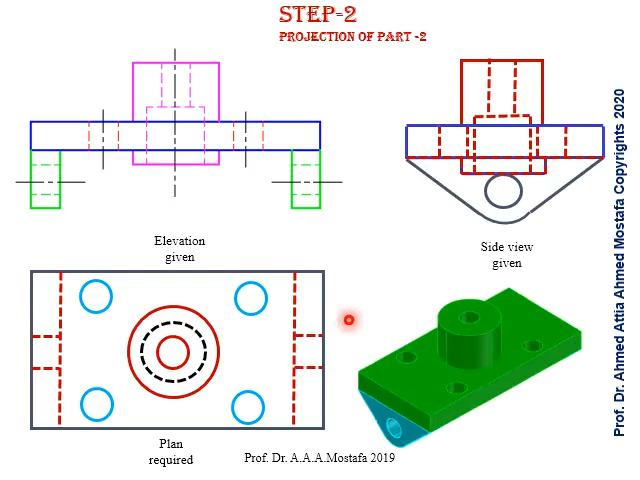 STEP-2
PROJECTION OF PART -2
Elevation
given
Side view
given
Plan
required
Prof. Dr. A.A.A.Mostafa 2019
Prof. Dr. Ahmed Attia Ahmed Mostafa Copyrights 2020